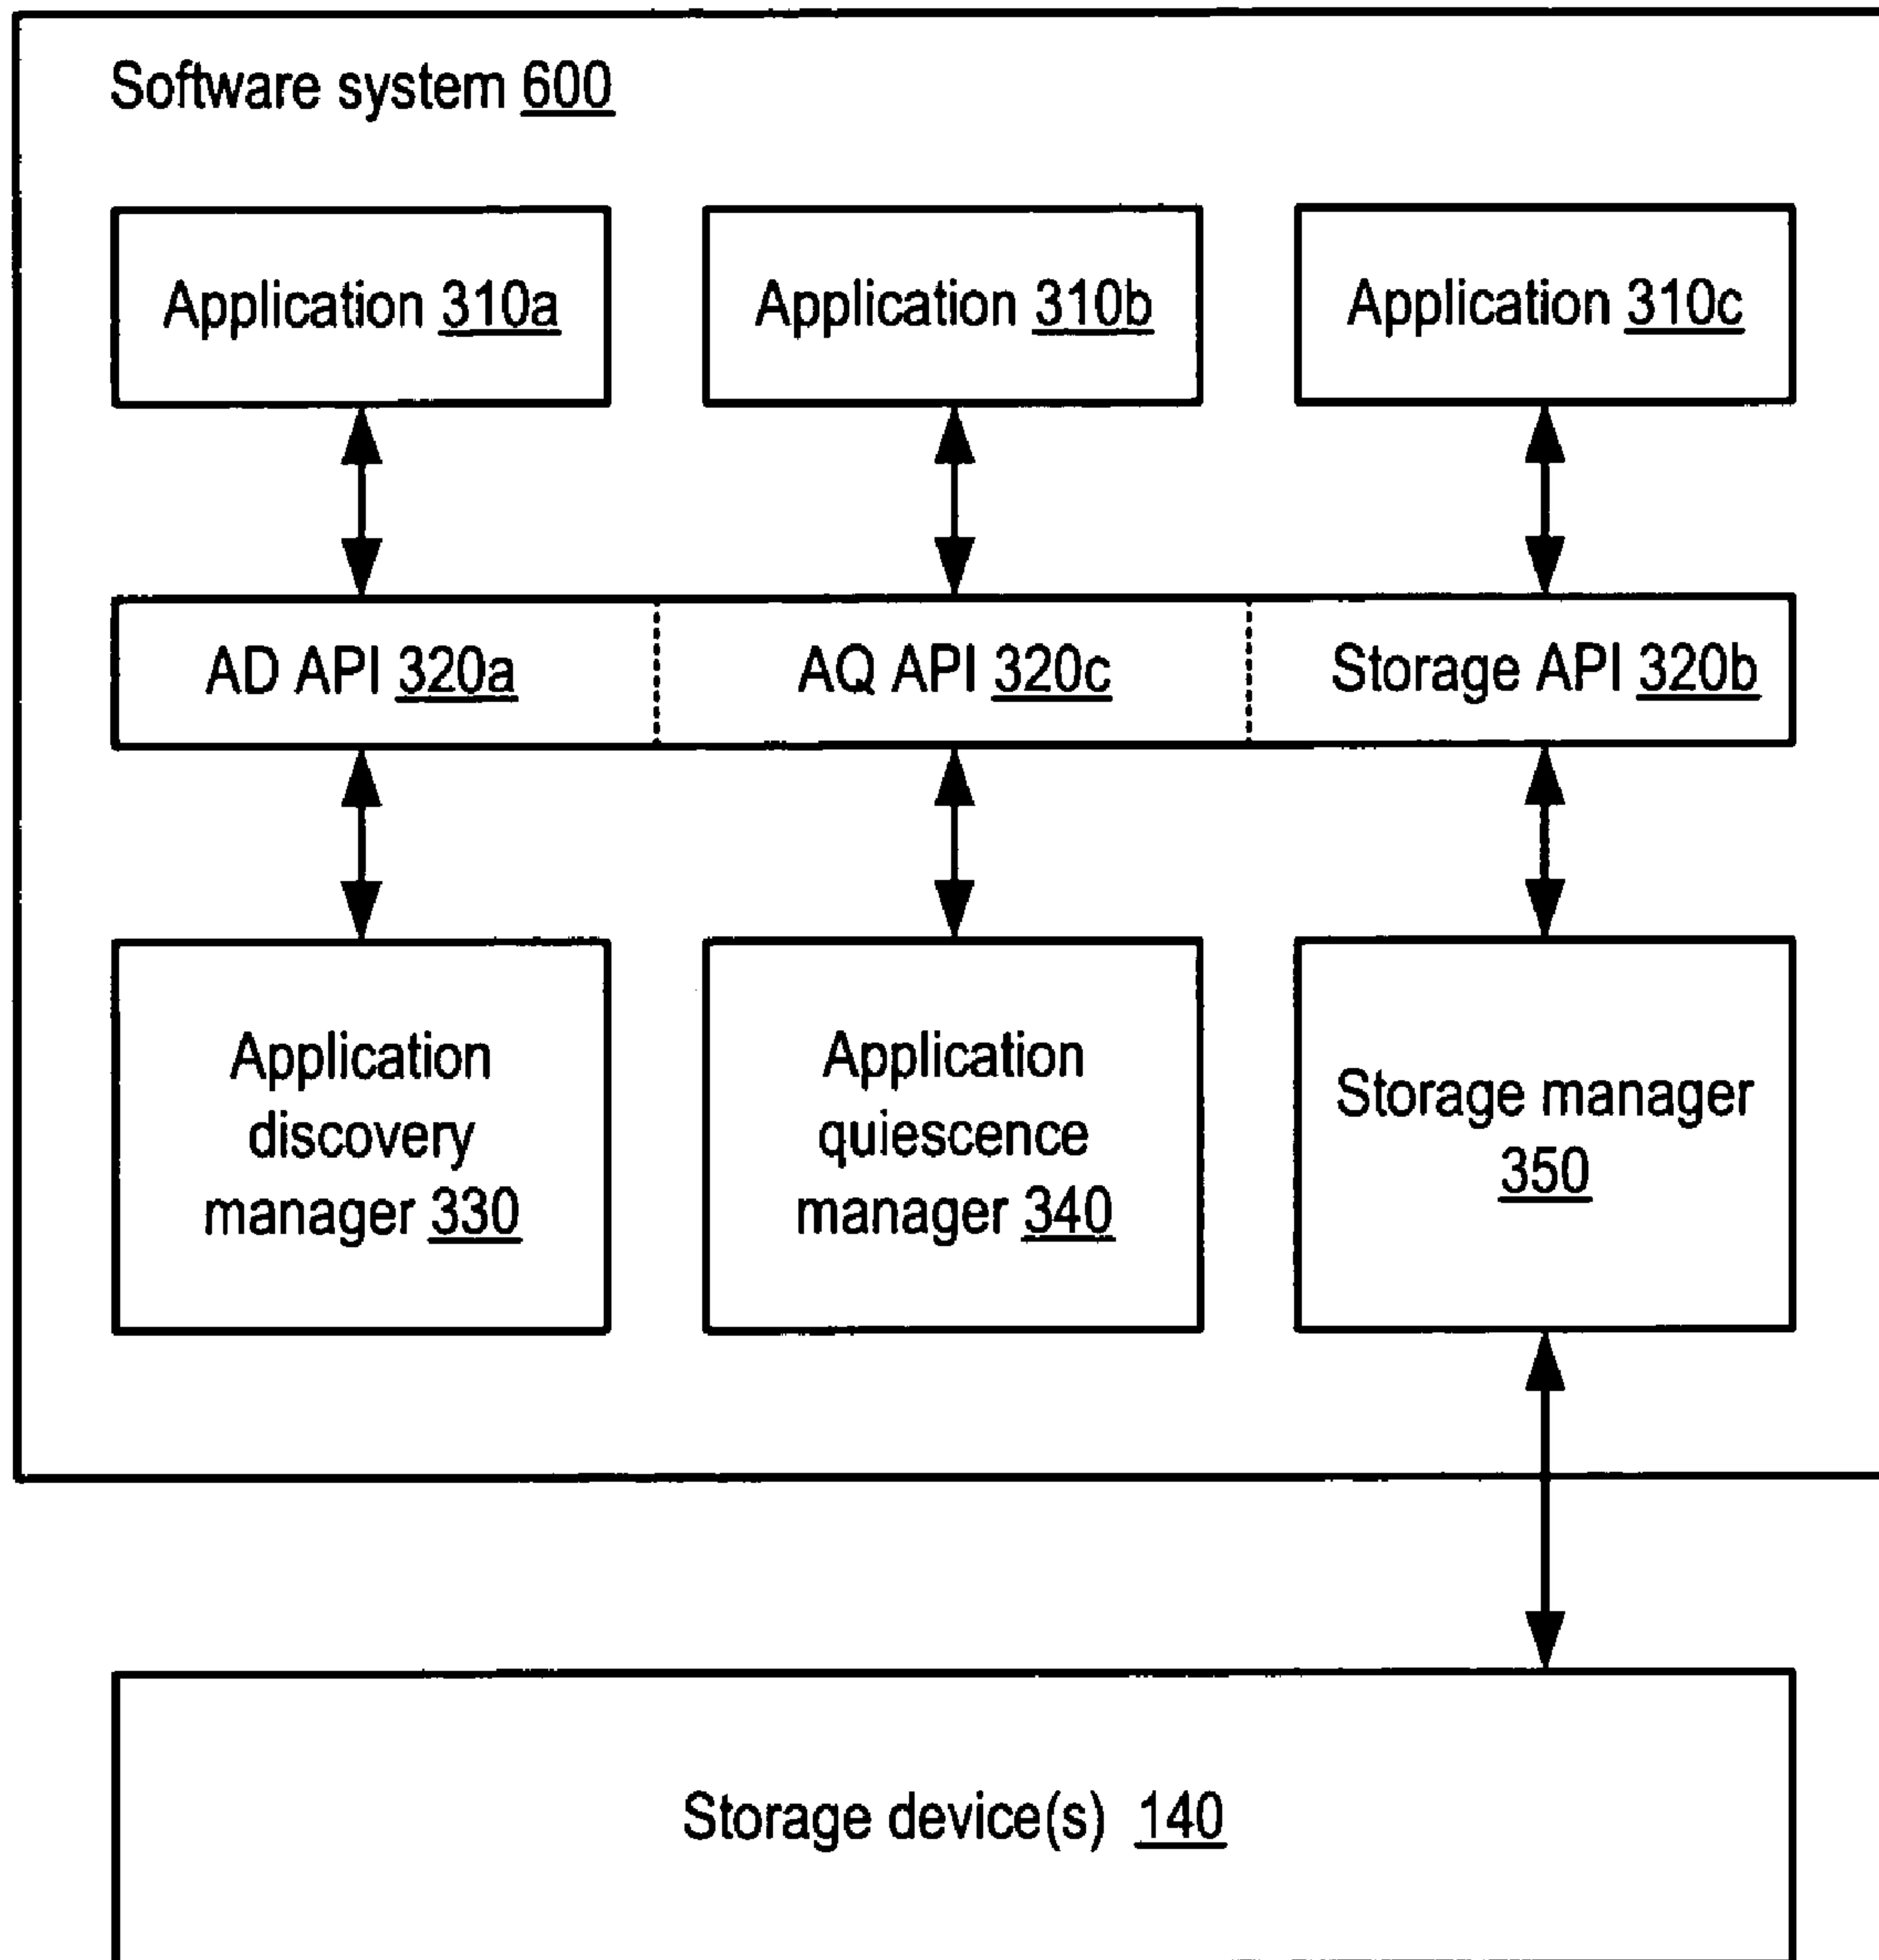 Software system 600
Application 310a
Application 310b
Application 310c
AD API 320a
AQ API 320c
Storage API 320b
Application
discovery
manager 330
Application
quiescence
manager 340
Storage manager
350
Storage device(s) 140